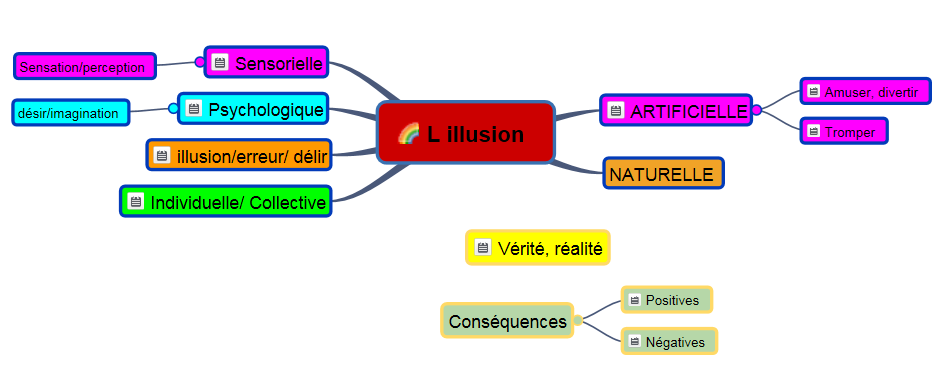 Sensation/perception
Sensorielle
désir/imagination
Psychologique
illusion/erreur/ délir
Individuelle/ Collective
L illusion
ARTIFICIELLE
Amuser, divertir
Tromper
NATURELLE
Vérité, réalité
Conséquences
Positives
Négatives